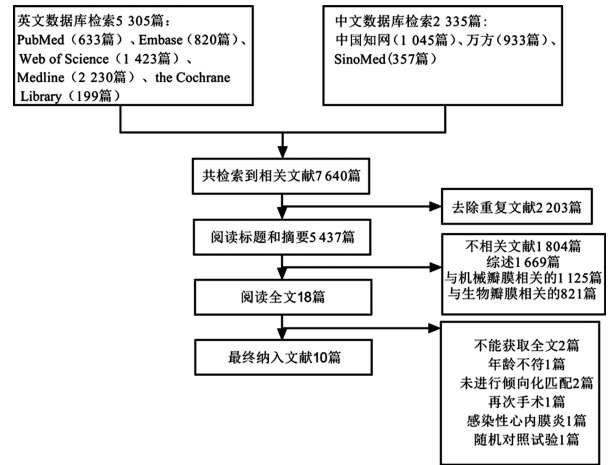 英文数据库检索5 305篇：
PubMed（633篇）、Embase（820篇）、
Web of Science（1 423篇）、
Medline（2 230篇）、the Cochrane
Library（199篇）
中文数据库检索2 335篇：
中国知网（1 045篇）、万方（933篇）、
SinoMed(357篇）
共检索到相关文献7 640篇
去除重复文献2 203篇
阅读标题和摘要5 437篇
不相关文献1 804篇
综述1 669篇
与机械瓣膜相关的1 125篇
与生物瓣膜相关的821篇
阅读全文18篇
不能获取全文2篇
年龄不符1篇
未进行倾向化匹配2篇
再次手术1篇
感染性心内膜炎1篇
随机对照试验1篇
最终纳入文献10篇